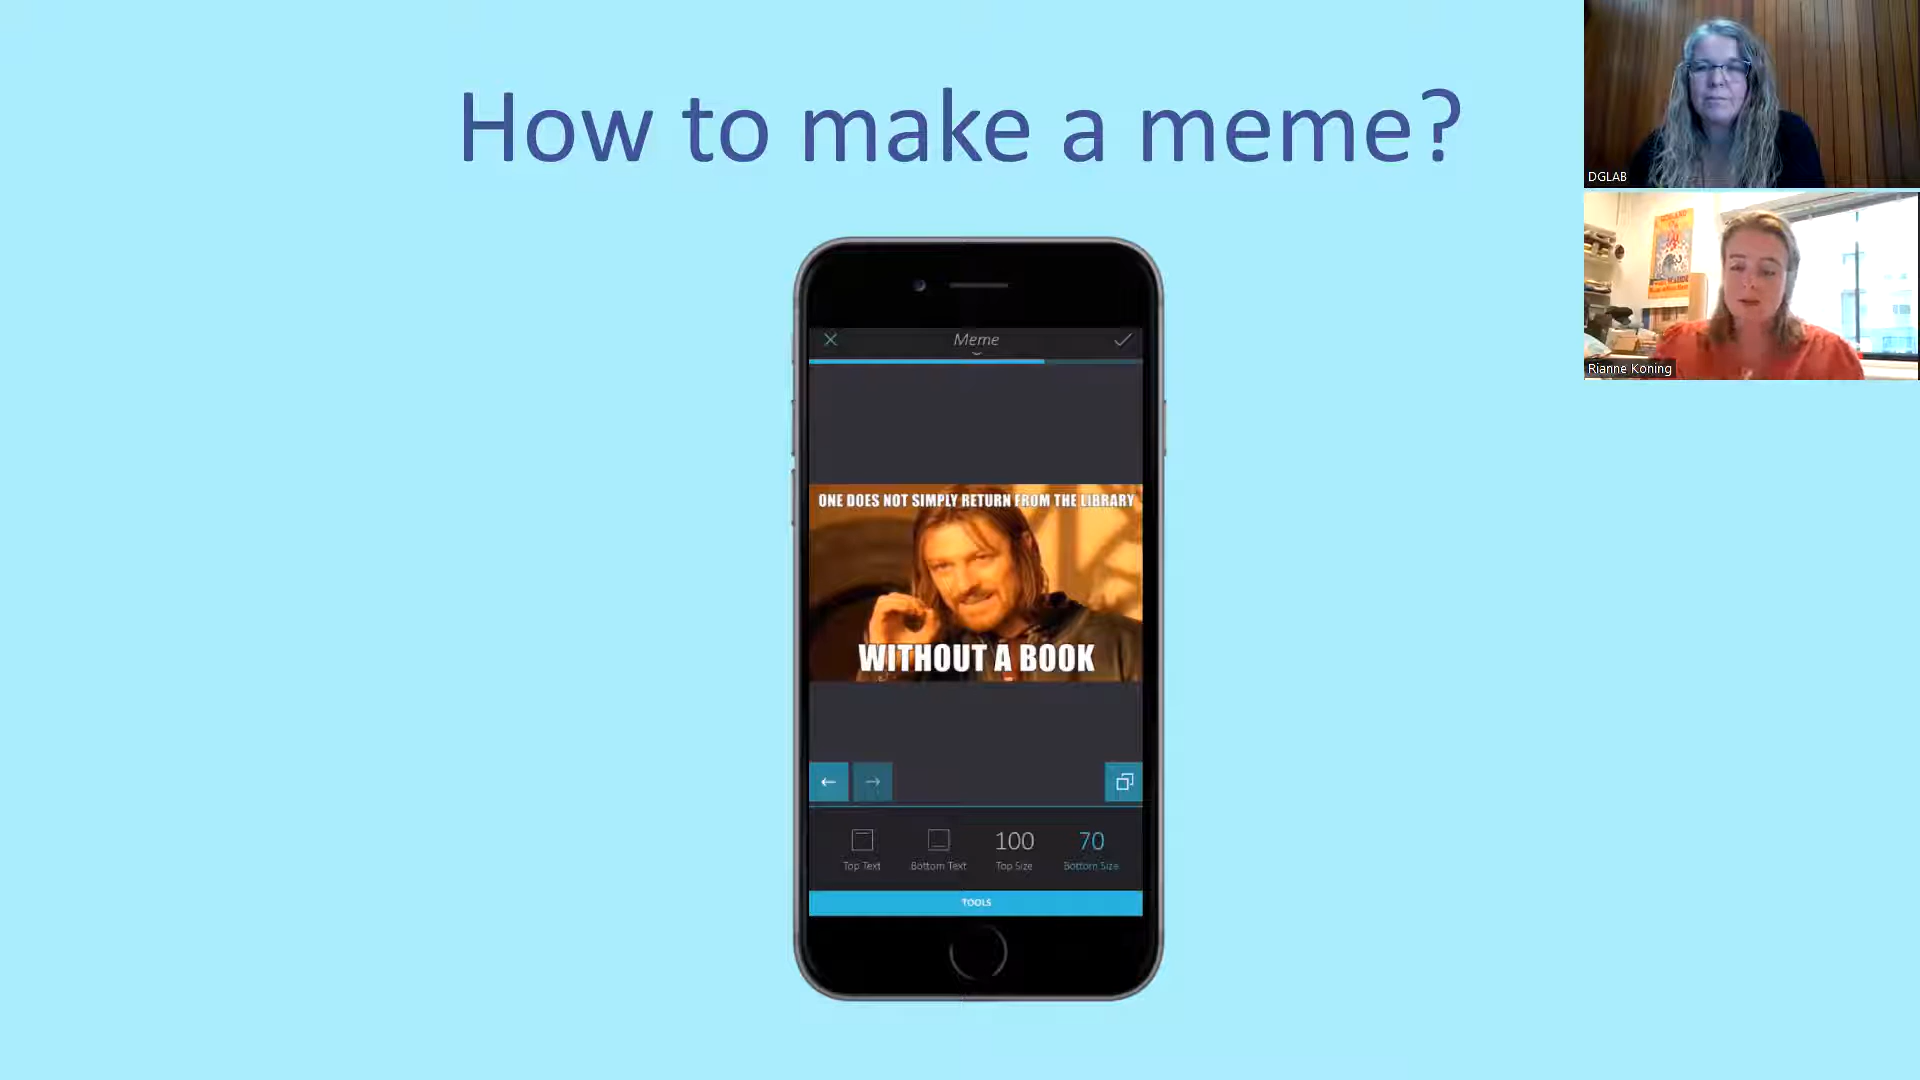 How to make a meme?
DGLAB
Rianne Koning
Meme
ONE DOES NOT SIMPLY RETURN FROM THE LIBRARY
WITHOUT A BOOK
100
70
Top Text
Bottom Text
Top Size
Bottom Size
TOOLS